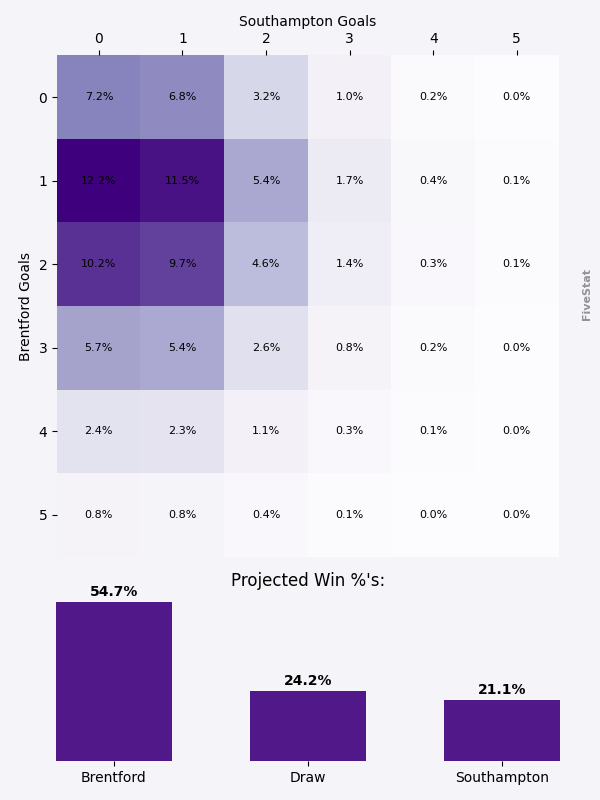 Southampton Goals
0 1 2 3 4 5
0 7.2% 6.8% 3.2% 1.0% 0.2% 0.0%
1 12.2% 11.5% 5.4% 1.7% 0.4% 0.1%
2 10.2% 9.7% 4.6% 1.4% 0.3% 0.1%
3 5.7% 5.4% 2.6% 0.8% 0.2% 0.0%
4 2.4% 2.3% 1.1% 0.3% 0.1% 0.0%
5 0.8% 0.8% 0.4% 0.1% 0.0% 0.0%
Brentford Goals
FiveStat
Projected Win %'s:
54.7% 24.2% 21.1%
Brentford Draw Southampton